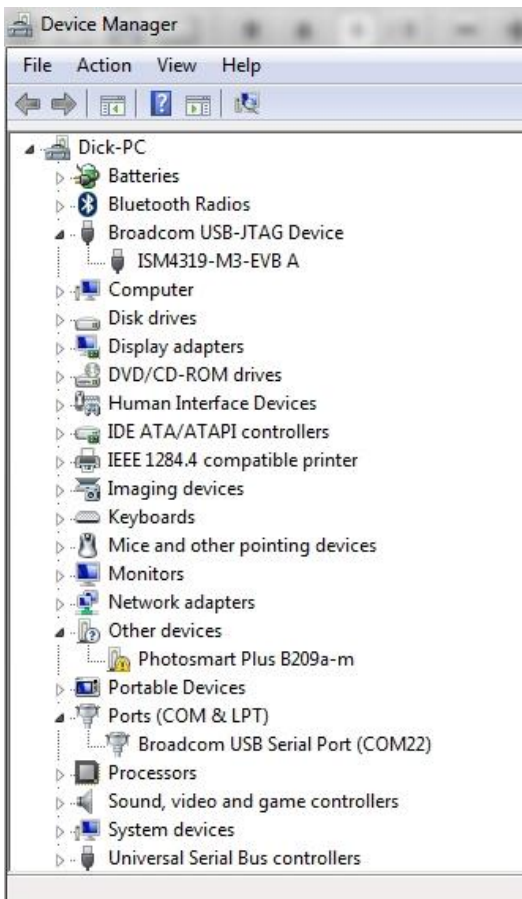 Device Manager
File Action View Help
Dick-PC
Batteries
Bluetooth Radios
Broadcom USB-JTAG Device
ISM4319-M3-EVB A
Computer
Disk drives
Display adapters
DVD/CD-ROM drives
Human Interface Devices
IDE ATA/ATAPI controllers
IEEE 1284.4 compatible printer
Imaging devices
Keyboards
Mice and other pointing devices
Monitors
Network adapters
Other devices
Photosmart Plus B209a-m
Portable Devices
Ports (COM & LPT)
Broadcom USB Serial Port (COM22)
Processors
Sound, video and game controllers
System devices
Universal Serial Bus controllers